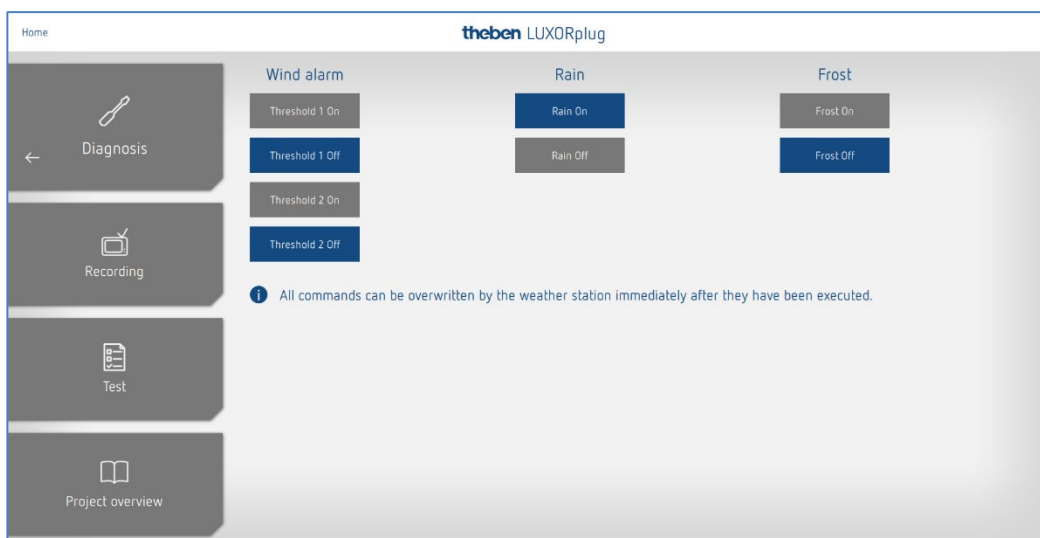 Home
theben LUXORplug
Diagnosis
Recording
Test
Project overview
Wind alarm
Threshold 1 On
Threshold 1 Off
Threshold 2 On
Threshold 2 Off
Rain
Rain On
Rain Off
Frost
Frost On
Frost Off
All commands can be overwritten by the weather station immediately after they have been executed.